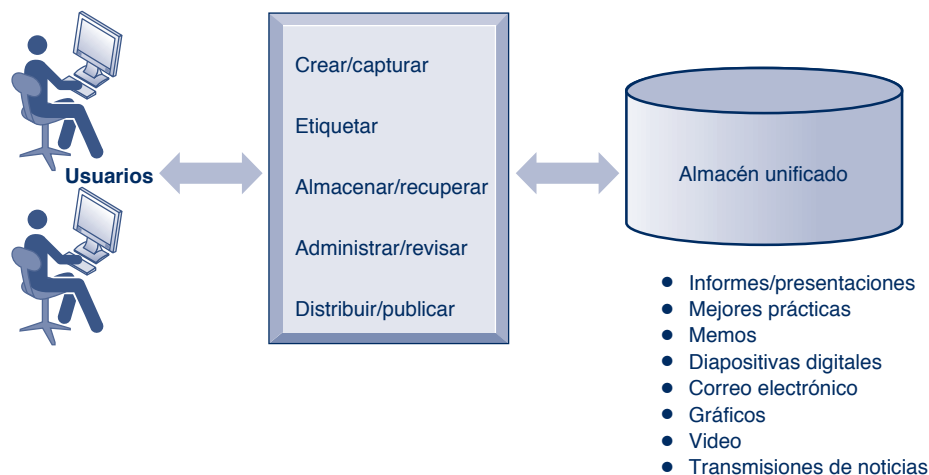 Usuarios
Crear/capturar
Etiquetar
Almacenar/recuperar
Administrar/revisar
Distribuir/publicar
Almacén unificado
● Informes/presentaciones
● Mejores prácticas
● Memos
● Diapositivas digitales
● Correo electrónico
● Gráficos
● Video
● Transmisiones de noticias